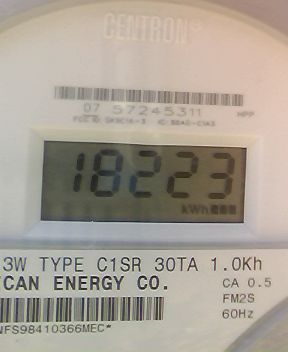 CENTRON®
07 57245311 HPP
18223
kWh
3W TYPE C1SR 30TA 1.0Kh
CAN ENERGY CO. CA 0.5
FM2S
60Hz
NFS98410366MEC*